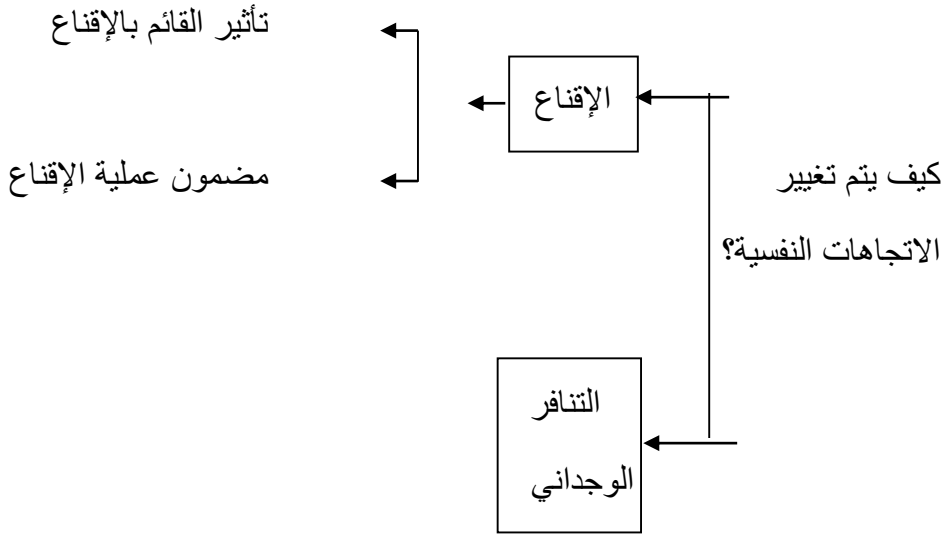 كيف يتم تغيير
الاتجاهات النفسية؟
الإقناع
تأثير القائم بالإقناع
مضمون عملية الإقناع
التنافر
الوجداني